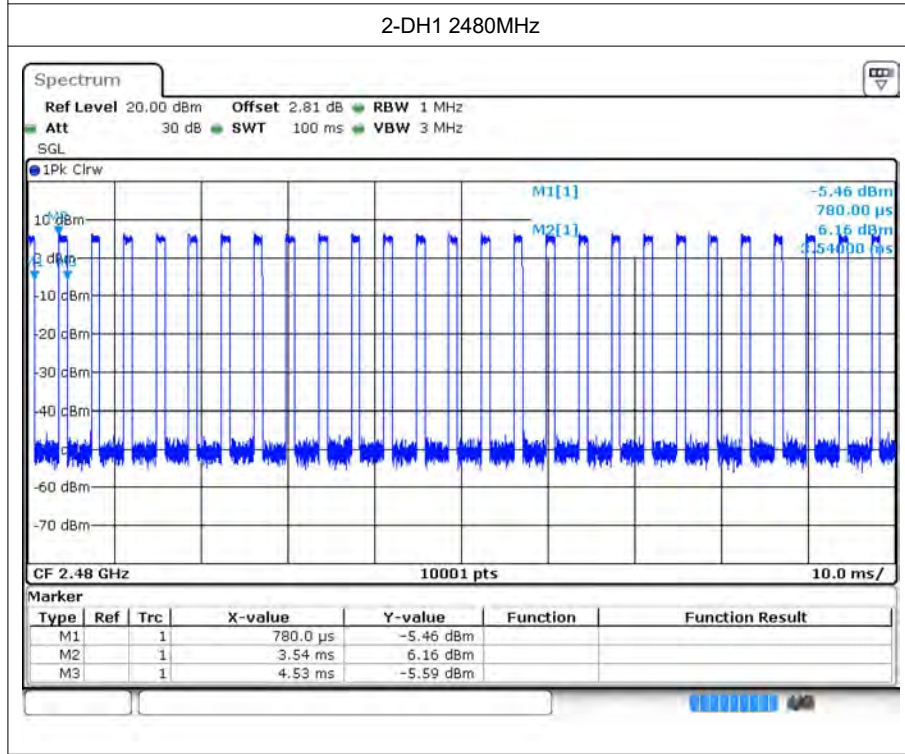 2-DH1 2480MHz
Spectrum
Ref Level 20.00 dBm Offset 2.81 dB RBW 1 MHz
Att 30 dB SWT 100 ms VBW 3 MHz
SGL
1Pk Clrw
M1[1] -5.46 dBm
780.00 µs
10 dBm
M2[1] 6.16 dBm
3.54000 ms
-10 dBm
-20 dBm
-30 dBm
-40 dBm
-60 dBm
-70 dBm
CF 2.48 GHz 10001 pts 10.0 ms/
Marker
Type Ref Trc X-value Y-value Function Function Result
M1 1 780.0 µs -5.46 dBm
M2 1 3.54 ms 6.16 dBm
M3 1 4.53 ms -5.59 dBm